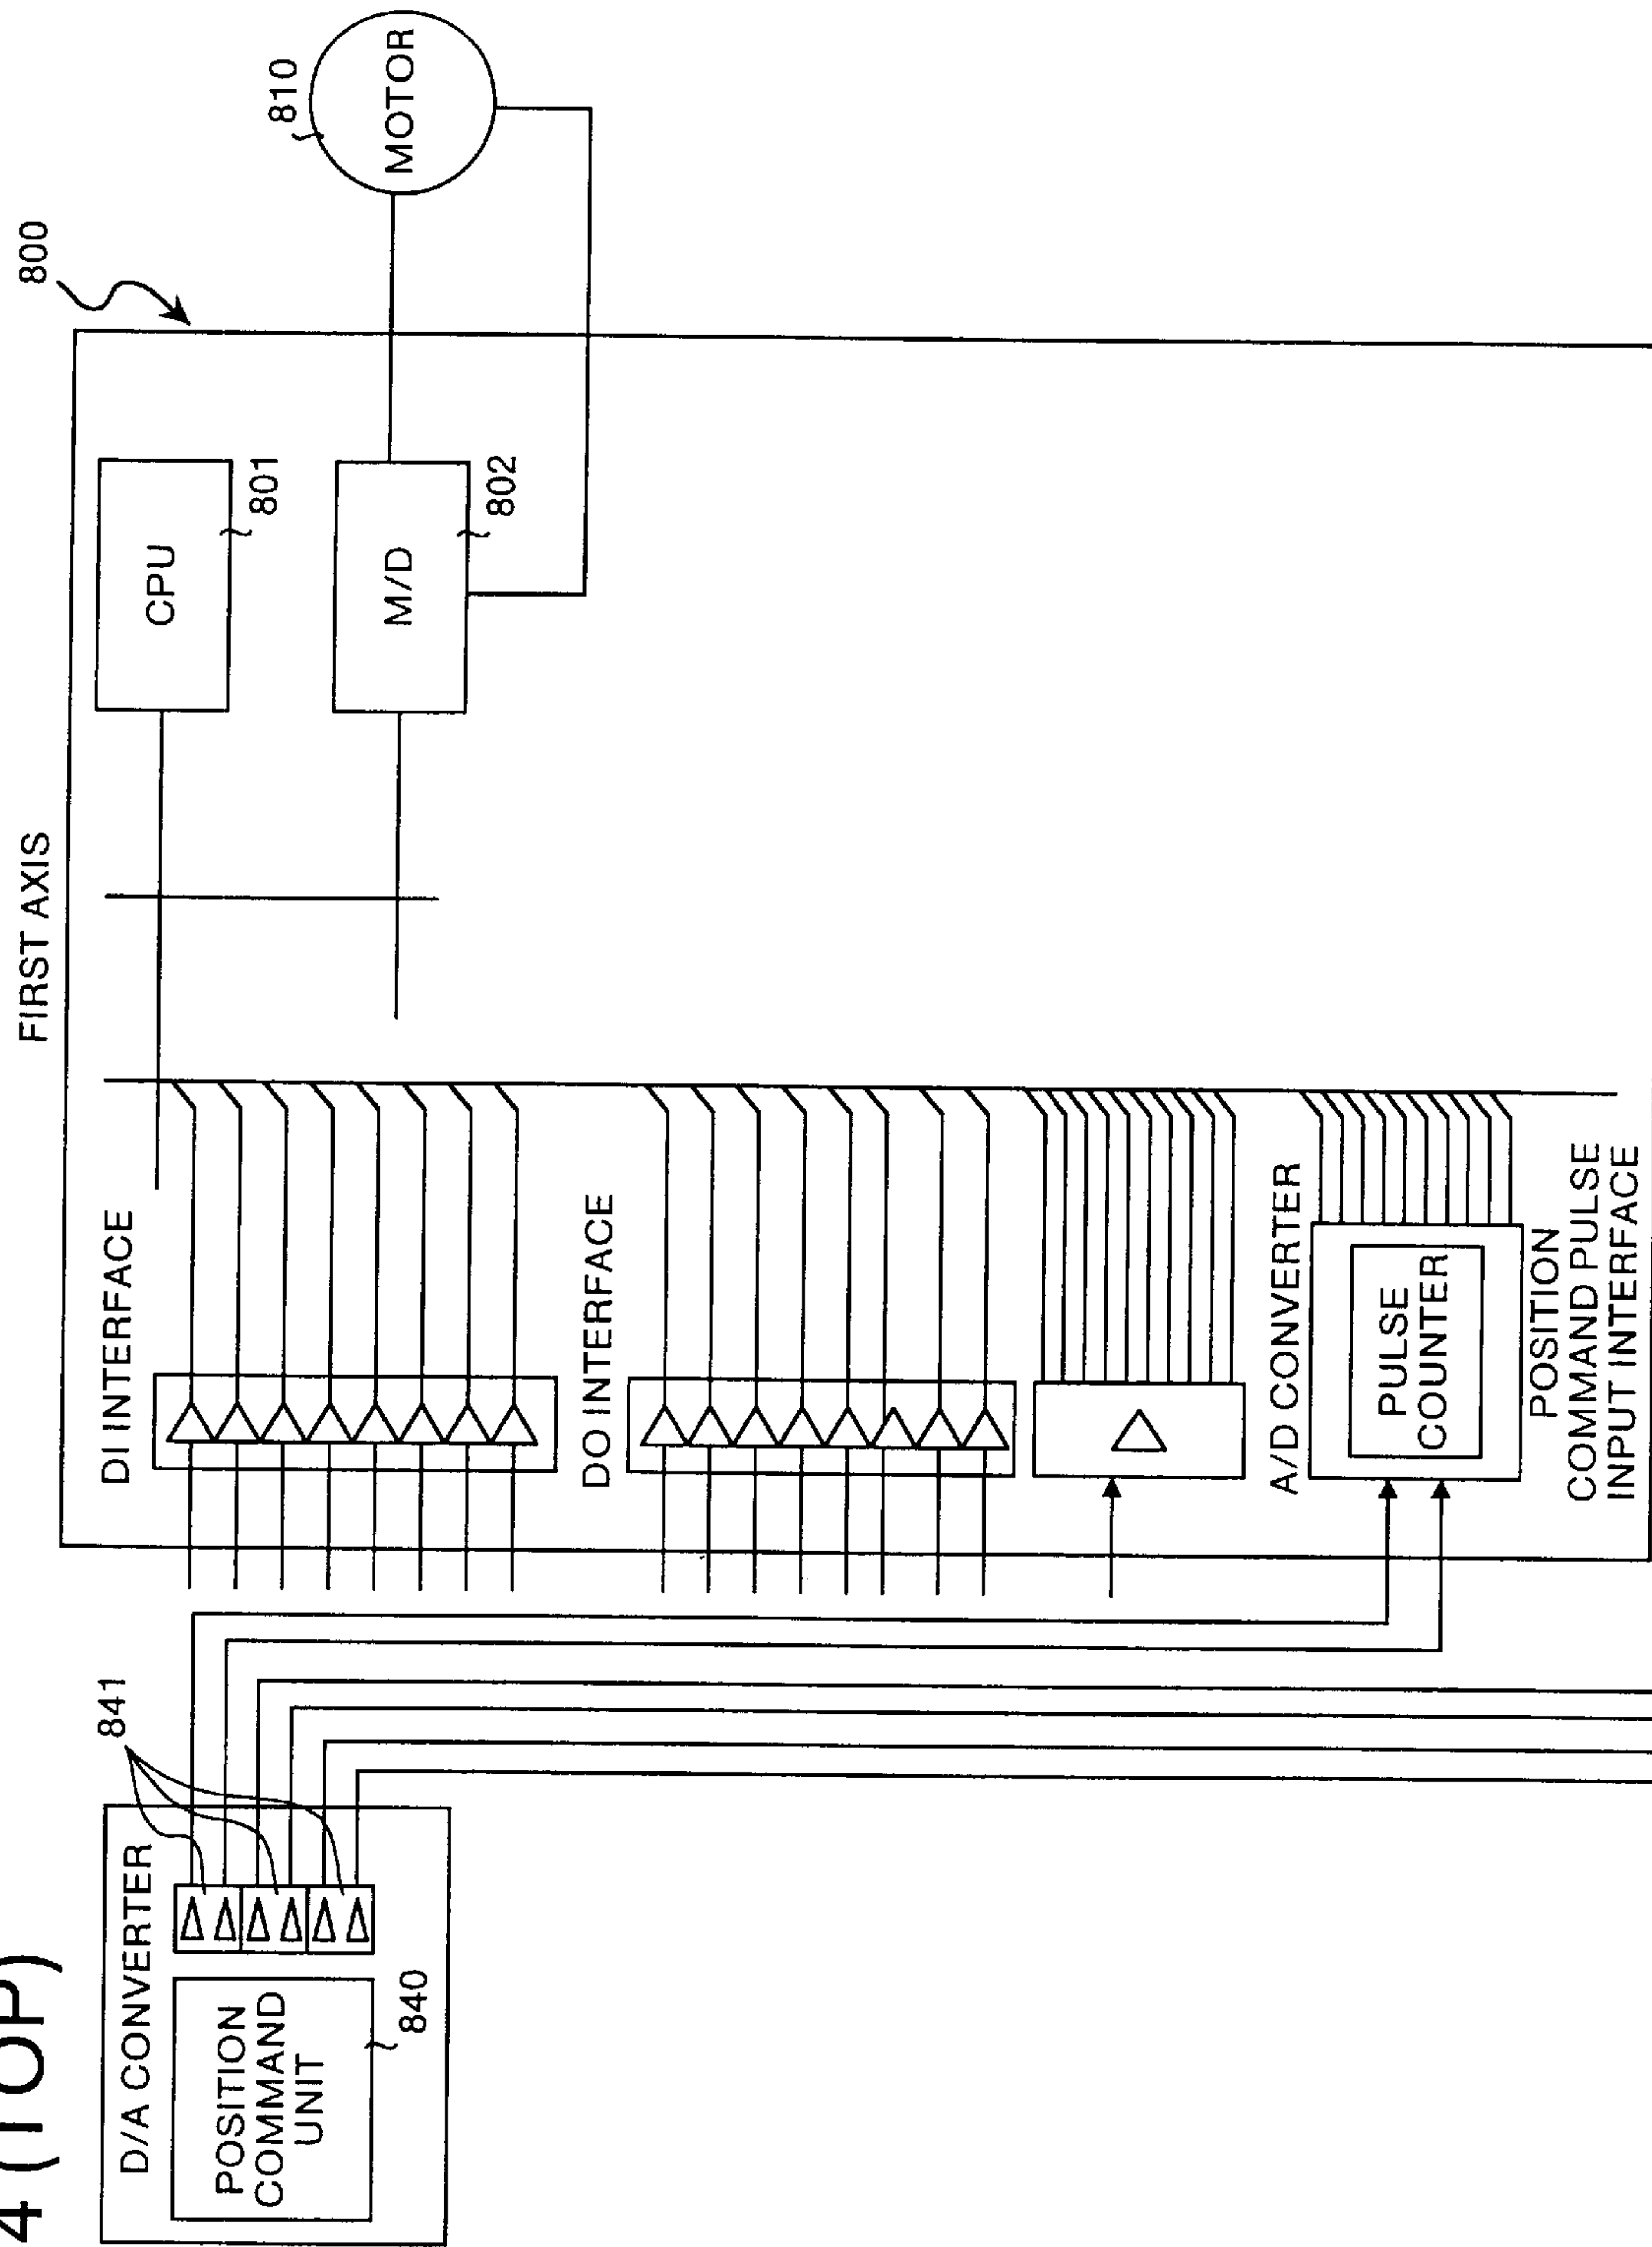 4 (TOP)
D/A CONVERTER
POSITION
COMMAND
UNIT
840
841
FIRST AXIS
800
DI INTERFACE
CPU
801
M/D
802
810
MOTOR
DO INTERFACE
A/D CONVERTER
PULSE
COUNTER
POSITION
COMMAND PULSE
INPUT INTERFACE